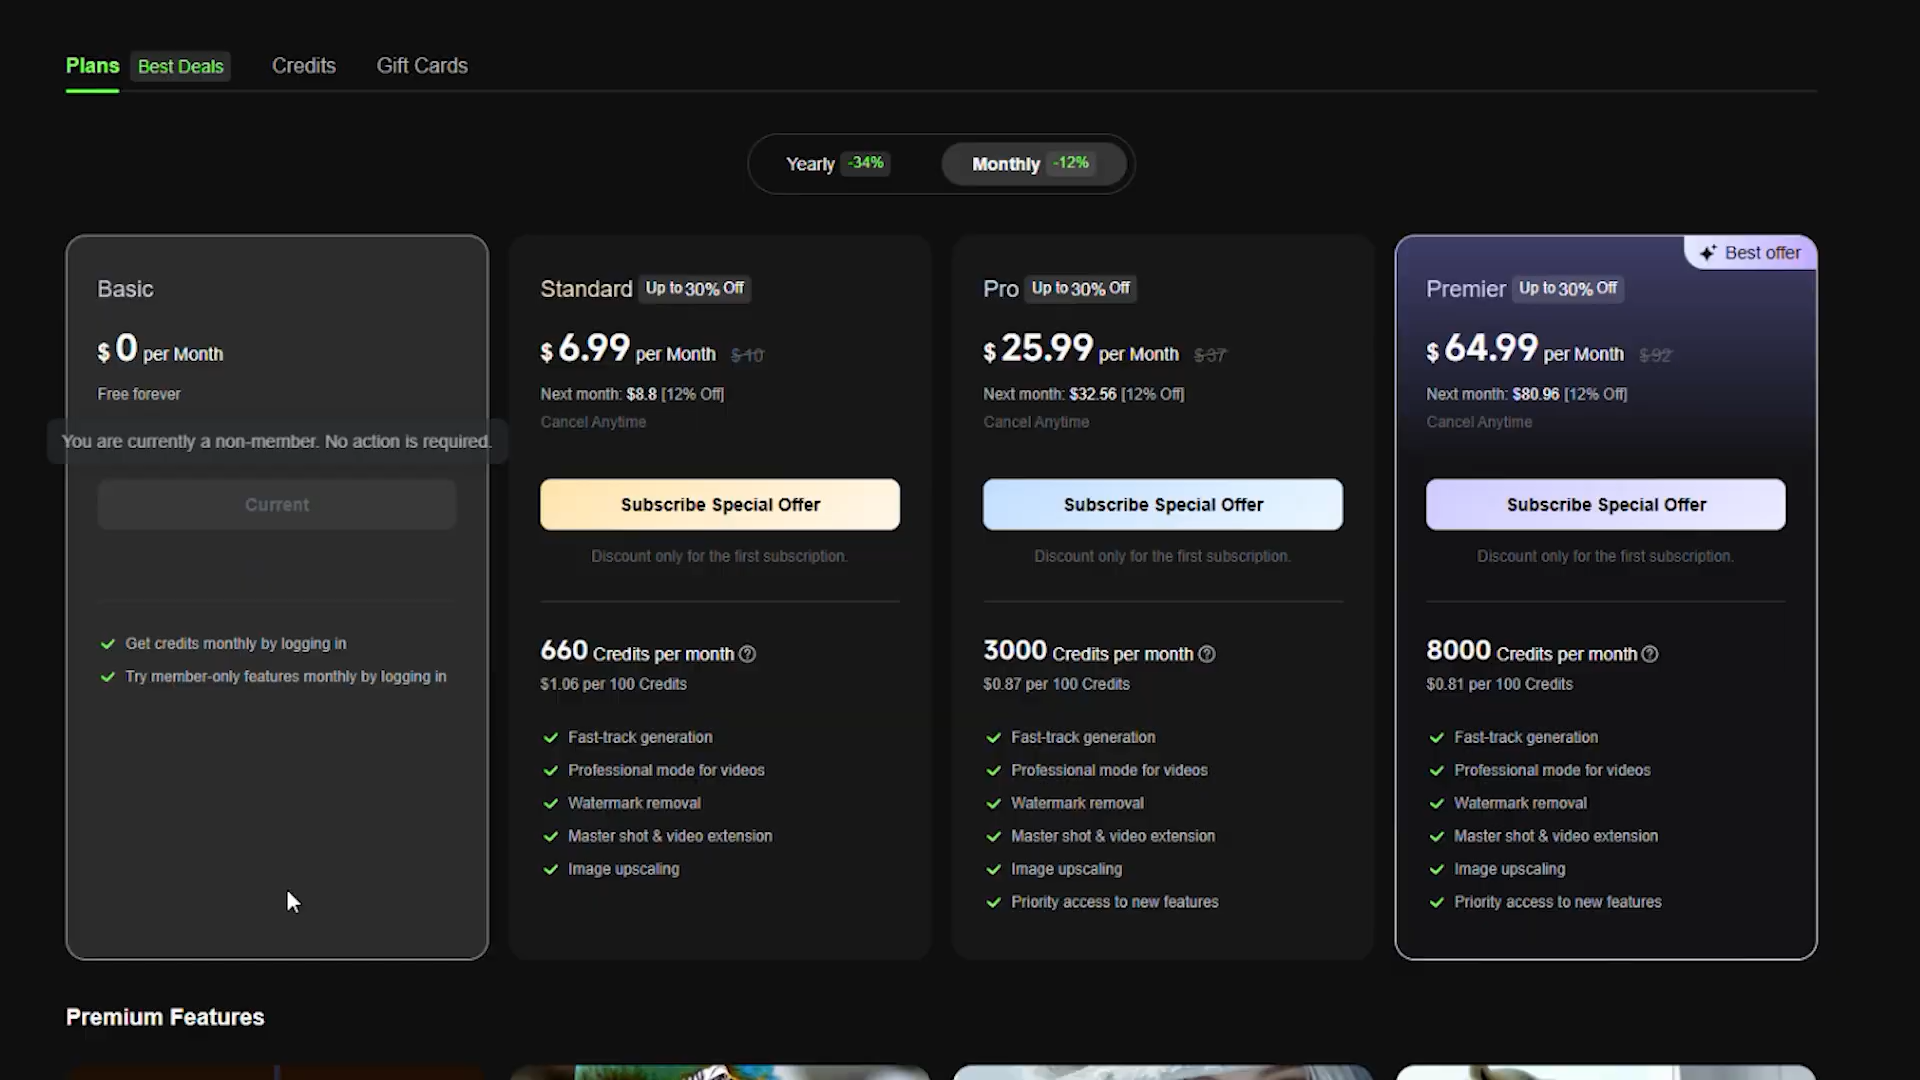 Plans Best Deals Credits Gift Cards
Yearly -34% Monthly -12%
Basic
$ 0 per Month
Free forever
You are currently a non-member. No action is required.
Current
Get credits monthly by logging in
Try member-only features monthly by logging in
Standard Up to 30% Off
$ 6.99 per Month $ 10
Next month: $8.8 [12% Off]
Cancel Anytime
Subscribe Special Offer
Discount only for the first subscription.
660 Credits per month
$1.06 per 100 Credits
Fast-track generation
Professional mode for videos
Watermark removal
Master shot & video extension
Image upscaling
Pro Up to 30% Off
$ 25.99 per Month $ 37
Next month: $32.56 [12% Off]
Cancel Anytime
Subscribe Special Offer
Discount only for the first subscription.
3000 Credits per month
$0.87 per 100 Credits
Fast-track generation
Professional mode for videos
Watermark removal
Master shot & video extension
Image upscaling
Priority access to new features
Best offer
Premier Up to 30% Off
$ 64.99 per Month $ 92
Next month: $80.96 [12% Off]
Cancel Anytime
Subscribe Special Offer
Discount only for the first subscription.
8000 Credits per month
$0.81 per 100 Credits
Fast-track generation
Professional mode for videos
Watermark removal
Master shot & video extension
Image upscaling
Priority access to new features
Premium Features